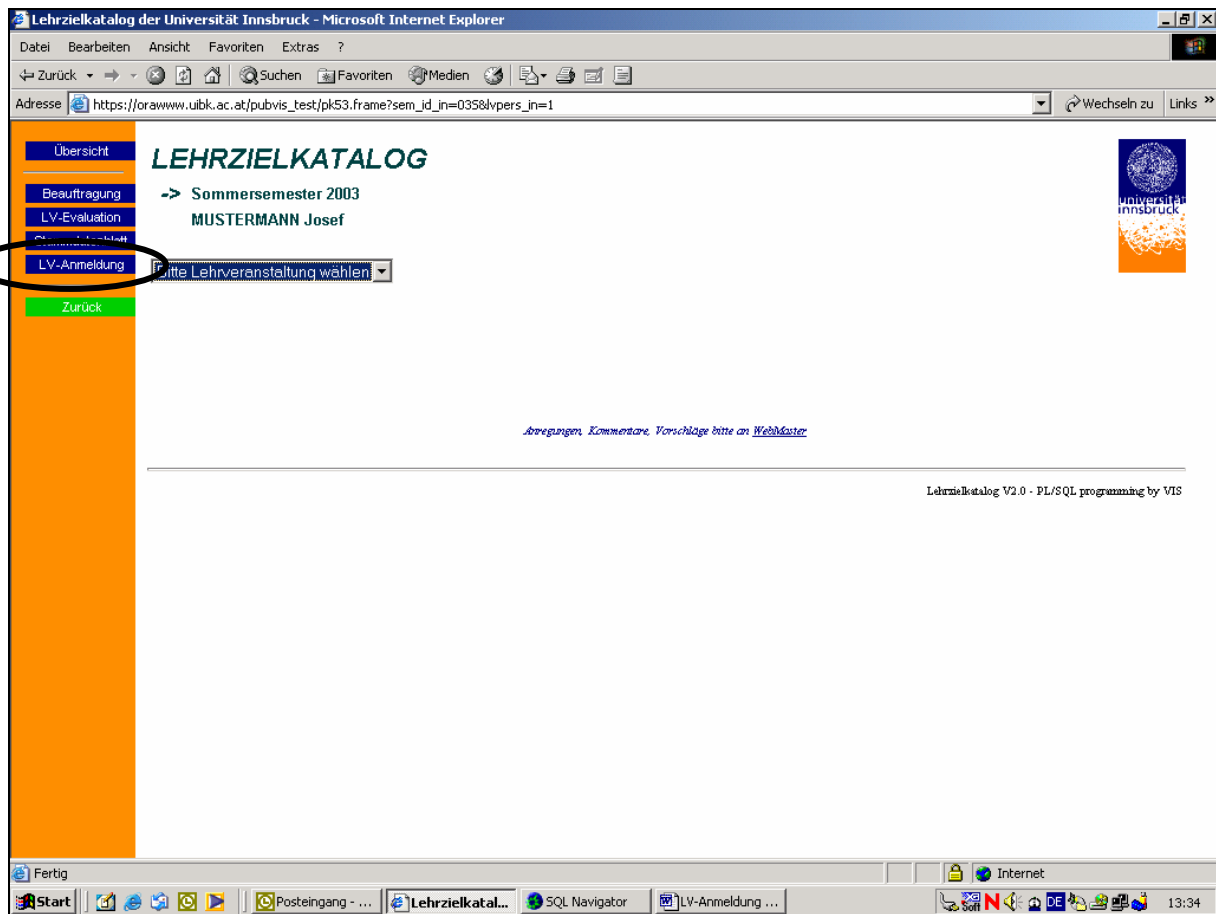 Lehrzielkatalog der Universität Innsbruck - Microsoft Internet Explorer
Datei Bearbeiten Ansicht Favoriten Extras ?
Zurück Suchen Favoriten Medien
Adresse https://orawww.uibk.ac.at/pubvis_test/pk53.frame?sem_id_in=035&lvpers_in=1 Wechseln zu Links »
Übersicht
Beauftragung
LV-Evaluation
Stammdatenblatt
LV-Anmeldung
Zurück
LEHRZIELKATALOG
-> Sommersemester 2003
MUSTERMANN Josef
Bitte Lehrveranstaltung wählen
universität
innsbruck
Anregungen, Kommentare, Vorschläge bitte an WebMaster
Lehrzielkatalog V2.0 - PL/SQL programming by VIS
Fertig Internet
Start Posteingang - ... Lehrzielkatal... SQL Navigator LV-Anmeldung ... DE 13:34